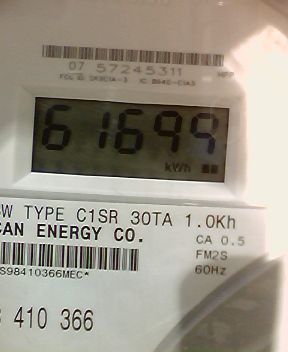 07 57245311
61699
kWh
W TYPE C1SR 30TA 1.0Kh
CAN ENERGY CO.
CA 0.5
FM2S
60Hz
S98410366MEC*
410 366